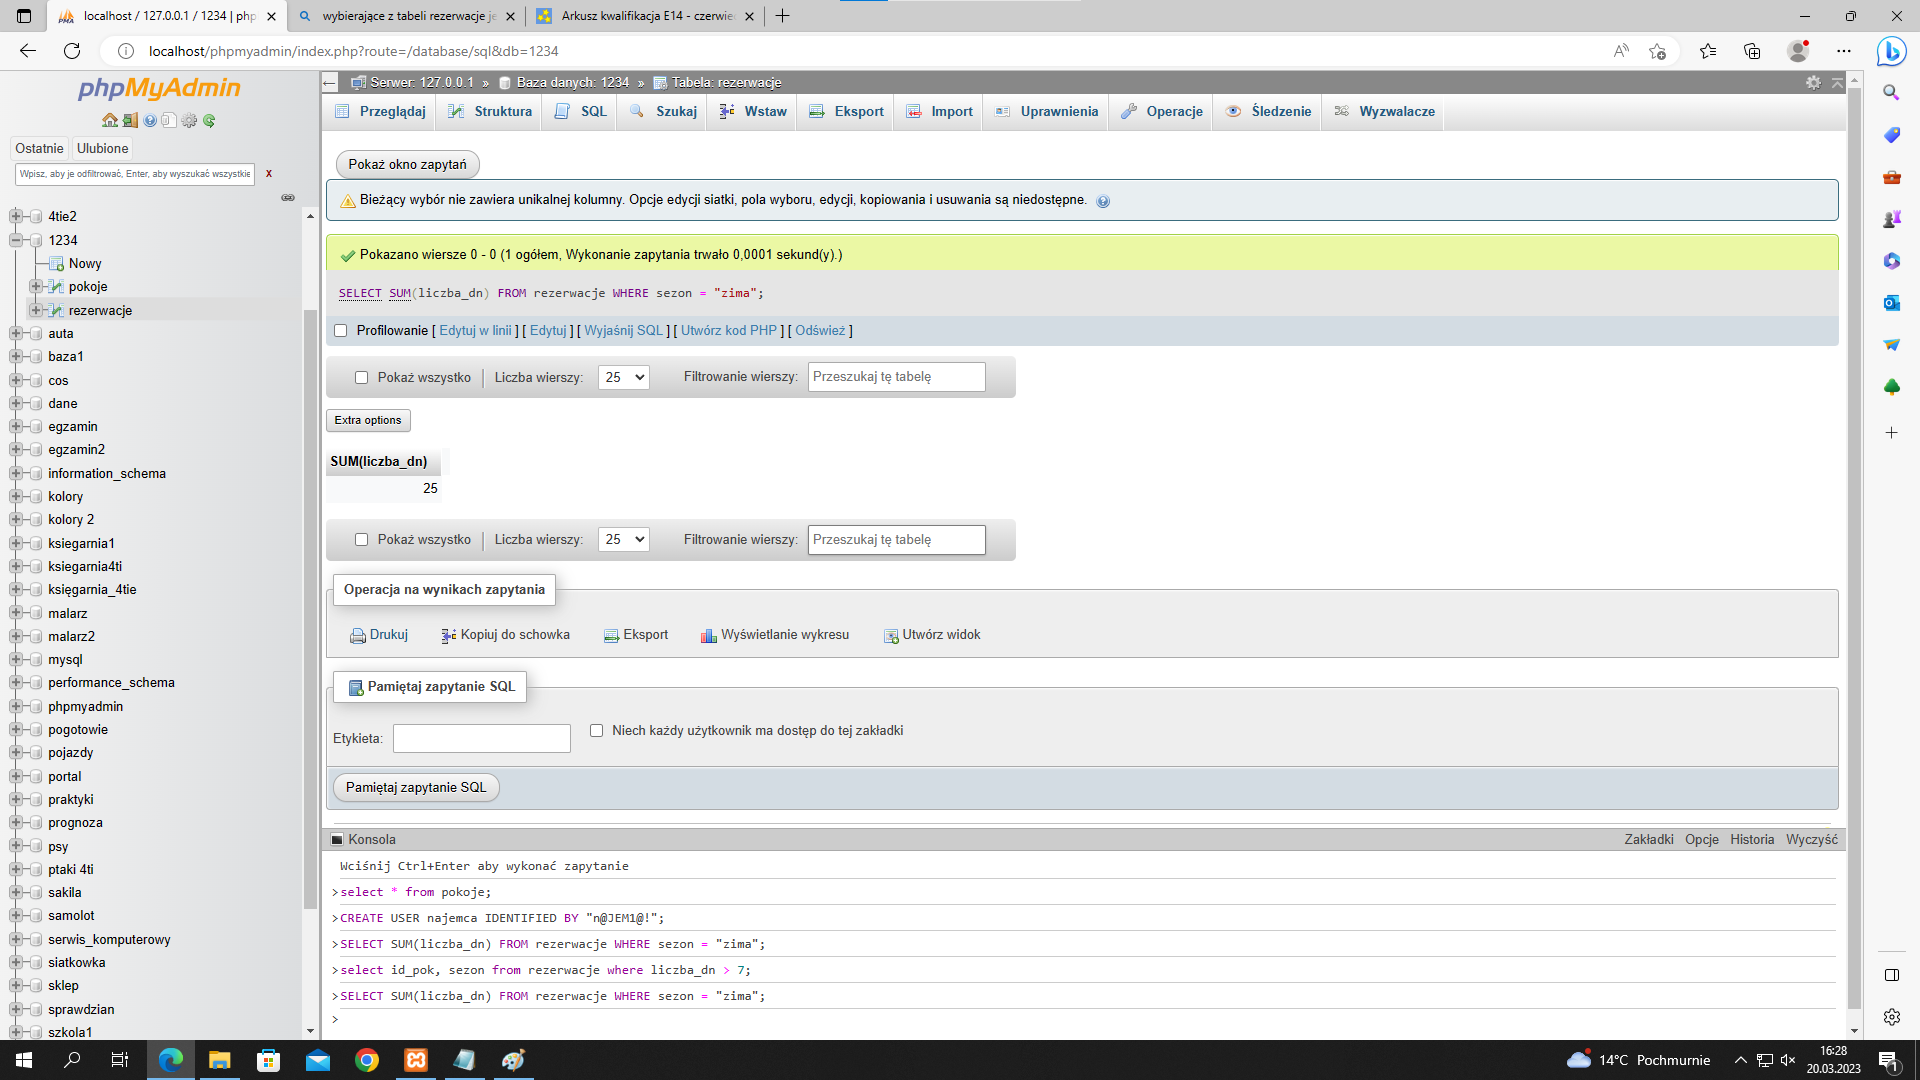 localhost / 127.0.0.1 / 1234 | php
wybierające z tabeli rezerwacje je
Arkusz kwalifikacja E14 - czerwiec
localhost/phpmyadmin/index.php?route=/database/sql&db=1234
phpMyAdmin
Ostatnie
Ulubione
Wpisz, aby je odfiltrować, Enter, aby wyszukać wszystkie
X
4tie2
1234
Nowy
pokoje
rezerwacje
auta
baza1
cos
dane
egzamin
egzamin2
information_schema
kolory
kolory 2
ksiegarnia1
ksiegarnia4ti
księgarnia_4tie
malarz
malarz2
mysql
performance_schema
phpmyadmin
pogotowie
pojazdy
portal
praktyki
prognoza
psy
ptaki 4ti
sakila
samolot
serwis_komputerowy
siatkowka
sklep
sprawdzian
szkola1
Serwer: 127.0.0.1 » Baza danych: 1234 » Tabela: rezerwacje
Przeglądaj Struktura SQL Szukaj Wstaw Eksport Import Uprawnienia Operacje Śledzenie Wyzwalacze
Pokaż okno zapytań
Bieżący wybór nie zawiera unikalnej kolumny. Opcje edycji siatki, pola wyboru, edycji, kopiowania i usuwania są niedostępne.
Pokazano wiersze 0 - 0 (1 ogółem, Wykonanie zapytania trwało 0,0001 sekund(y).)
SELECT SUM(liczba_dn) FROM rezerwacje WHERE sezon = "zima";
Profilowanie [ Edytuj w linii ] [ Edytuj ] [ Wyjaśnij SQL ] [ Utwórz kod PHP ] [ Odśwież ]
Pokaż wszystko | Liczba wierszy: 25 Filtrowanie wierszy: Przeszukaj tę tabelę
Extra options
SUM(liczba_dn)
25
Pokaż wszystko | Liczba wierszy: 25 Filtrowanie wierszy: Przeszukaj tę tabelę
Operacja na wynikach zapytania
Drukuj Kopiuj do schowka Eksport Wyświetlanie wykresu Utwórz widok
Pamiętaj zapytanie SQL
Etykieta:
Niech każdy użytkownik ma dostęp do tej zakładki
Pamiętaj zapytanie SQL
Konsola
Zakładki Opcje Historia Wyczyść
Wciśnij Ctrl+Enter aby wykonać zapytanie
>select * from pokoje;
>CREATE USER najemca IDENTIFIED BY "n@JEM1@!";
>SELECT SUM(liczba_dn) FROM rezerwacje WHERE sezon = "zima";
>select id_pok, sezon from rezerwacje where liczba_dn > 7;
>SELECT SUM(liczba_dn) FROM rezerwacje WHERE sezon = "zima";
>
14°C Pochmurnie
16:28
20.03.2023
1